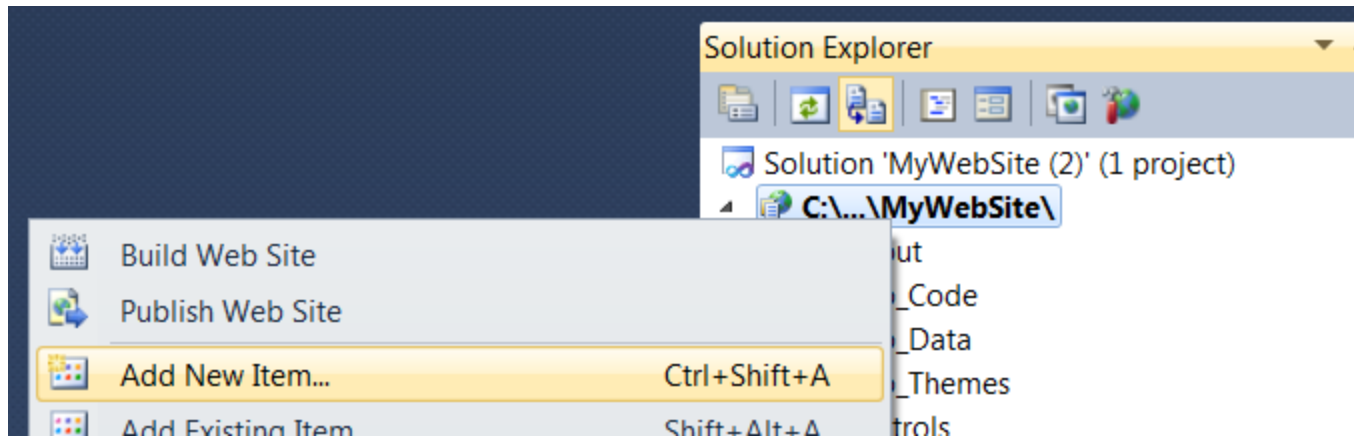 Solution Explorer
Solution 'MyWebSite (2)' (1 project)
C:\...\MyWebSite\
Build Web Site
ut
Publish Web Site
_Code
_Data
Add New Item... Ctrl+Shift+A
_Themes
Add Existing Item Shift+Alt+A
trols